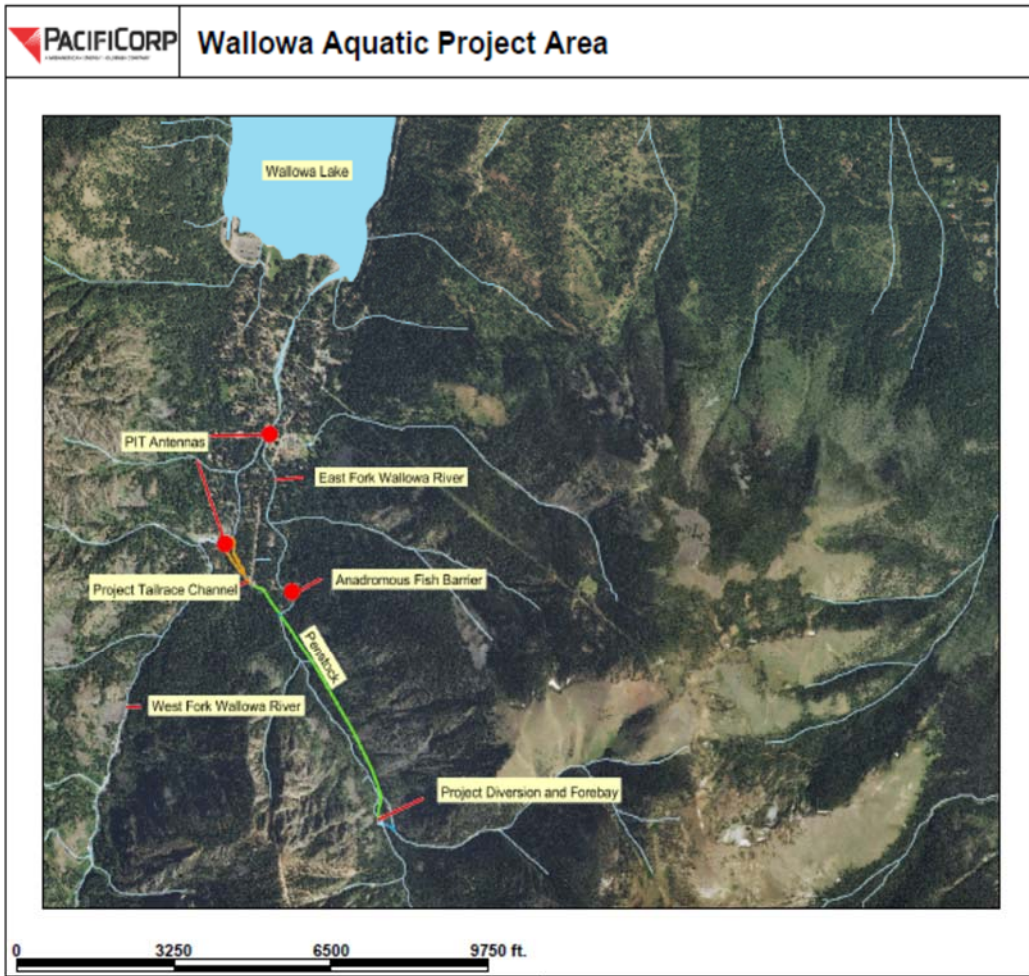 PACIFICORP
Wallowa Aquatic Project Area
Wallowa Lake
PIT Antennas
East Fork Wallowa River
Anadromous Fish Barrier
Project Tailrace Channel
Penstock
West Fork Wallowa River
Project Diversion and Forebay
0 3250 6500 9750 ft.